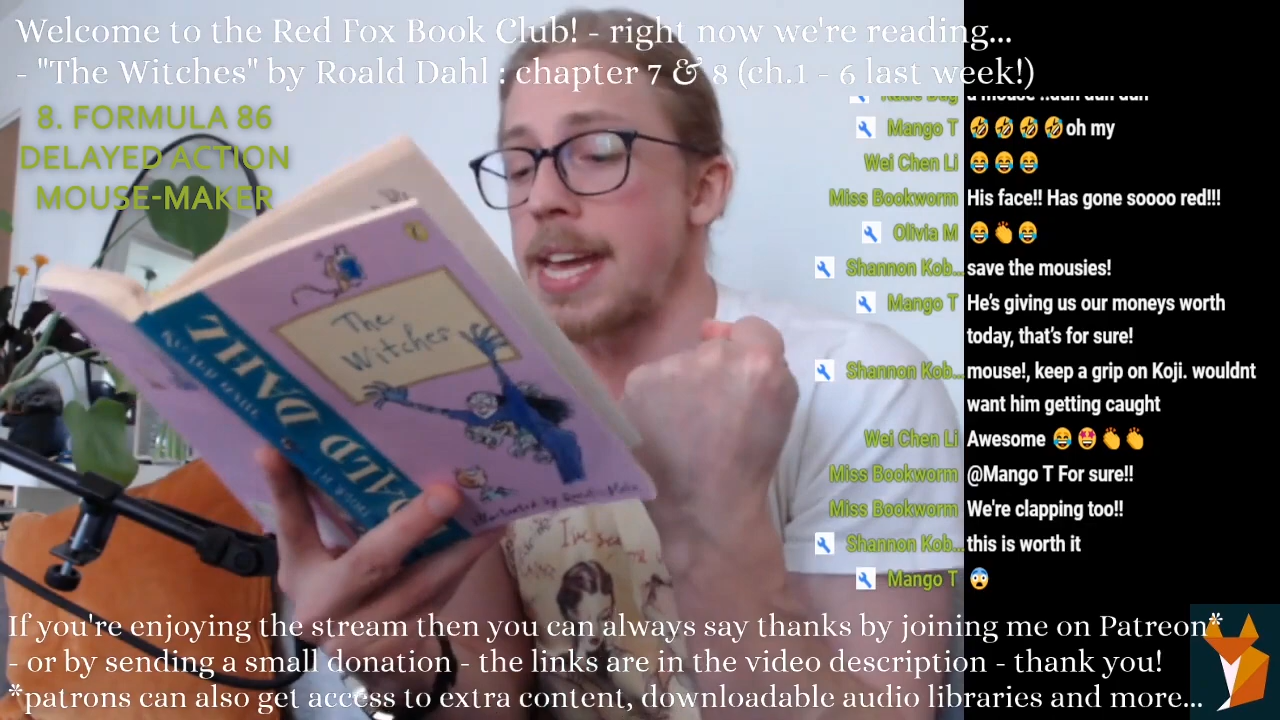 Welcome to the Red Fox Book Club! - right now we're reading...
- "The Witches" by Roald Dahl : chapter 7 & 8 (ch.1 - 6 last week!)
8. FORMULA 86
DELAYED ACTION
MOUSE-MAKER
Mango T 🤣🤣🤣🤣oh my
Wei Chen Li 😂😂😂
Miss Bookworm His face!! Has gone soooo red!!!
Olivia M 😂👏😂
Shannon Kob... save the mousies!
Mango T He's giving us our moneys worth
today, that's for sure!
Shannon Kob... mouse!, keep a grip on Koji. wouldnt
want him getting caught
Wei Chen Li Awesome 😂🤩👏👏
Miss Bookworm @Mango T For sure!!
Miss Bookworm We're clapping too!!
Shannon Kob... this is worth it
Mango T 😨
The
Witches
DAHL
If you're enjoying the stream then you can always say thanks by joining me on Patreon*
- or by sending a small donation - the links are in the video description - thank you!
*patrons can also get access to extra content, downloadable audio libraries and more...